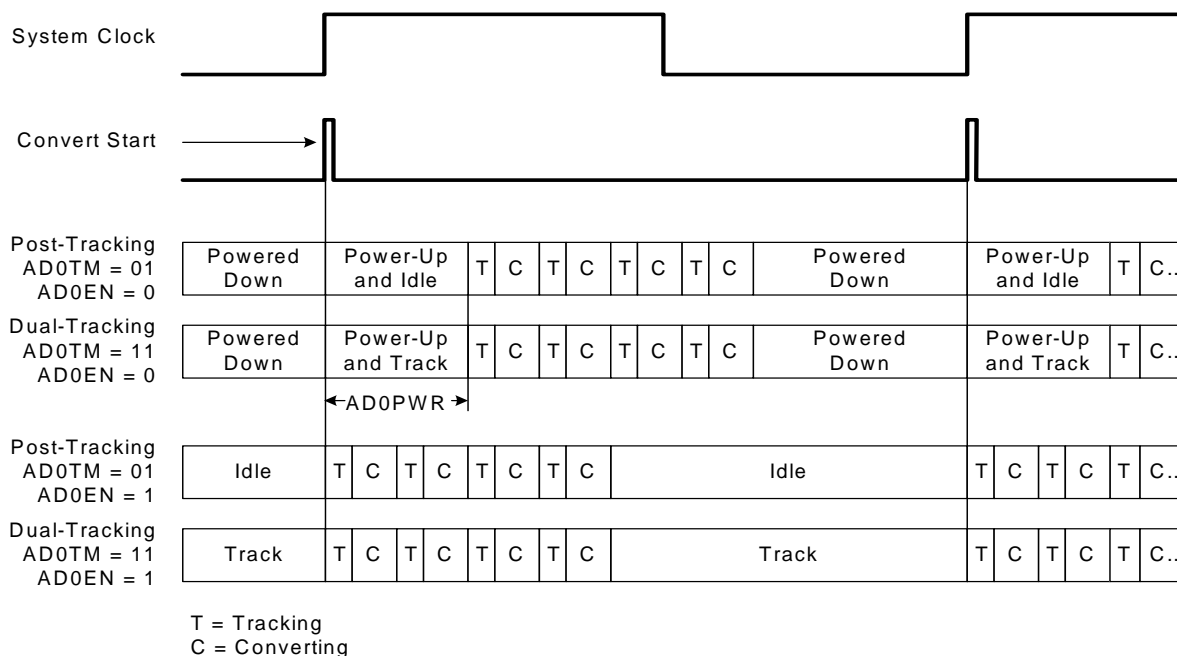 System Clock
Convert Start
Post-Tracking
AD0TM = 01
AD0EN = 0
Powered
Down
Power-Up
and Idle
T C T C T C T C
Powered
Down
Power-Up
and Idle
T C..
Dual-Tracking
AD0TM = 11
AD0EN = 0
Powered
Down
Power-Up
and Track
T C T C T C T C
Powered
Down
Power-Up
and Track
T C..
AD0PWR
Post-Tracking
AD0TM = 01
AD0EN = 1
Idle T C T C T C T C Idle T C T C T C..
Dual-Tracking
AD0TM = 11
AD0EN = 1
Track T C T C T C T C Track T C T C T C..
T = Tracking
C = Converting